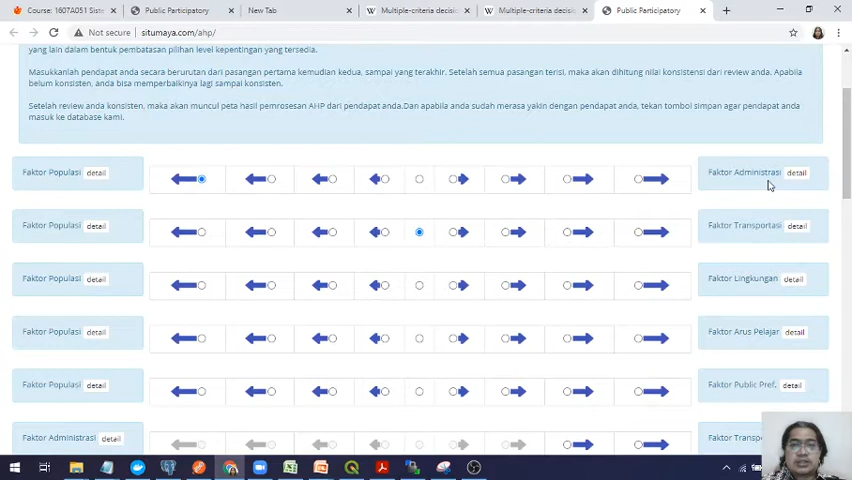 Course: 1607A051 Siste
Public Participatory
New Tab
Multiple-criteria decisio
Multiple-criteria decisio
Public Participatory
Not secure
situmaya.com/ahp/
yang lain dalam bentuk pembatasan pilihan level kepentingan yang tersedia.
Masukkanlah pendapat anda secara berurutan dari pasangan pertama kemudian kedua, sampai yang terakhir. Setelah semua pasangan terisi, maka akan dihitung nilai konsistensi dari review anda. Apabila
belum konsisten, anda bisa memperbaikinya lagi sampai konsisten.
Setelah review anda konsisten, maka akan muncul peta hasil pemrosesan AHP dari pendapat anda.Dan apabila anda sudah merasa yakin dengan pendapat anda, tekan tombol simpan agar pendapat anda
masuk ke database kami.
Faktor Populasi detail
Faktor Administrasi detail
Faktor Populasi detail
Faktor Transportasi detail
Faktor Populasi detail
Faktor Lingkungan detail
Faktor Populasi detail
Faktor Arus Pelajar detail
Faktor Populasi detail
Faktor Public Pref. detail
Faktor Administrasi detail
Faktor Transpo